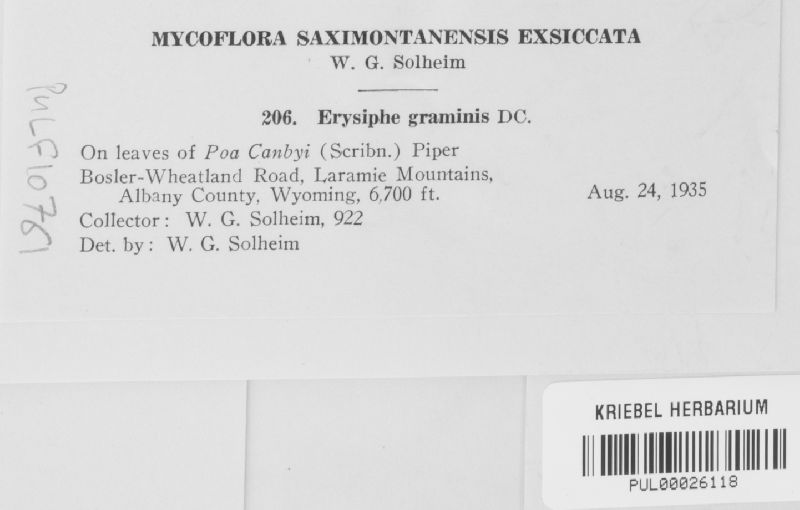 MYCOFLORA SAXIMONTANENSIS EXSICCATA
W. G. Solheim
206. Erysiphe graminis DC.
On leaves of Poa Canbyi (Scribn.) Piper
Bosler-Wheatland Road, Laramie Mountains,
Albany County, Wyoming, 6,700 ft. Aug. 24, 1935
Collector: W. G. Solheim, 922
Det. by: W. G. Solheim
PULF10761
KRIEBEL HERBARIUM
PUL00026118